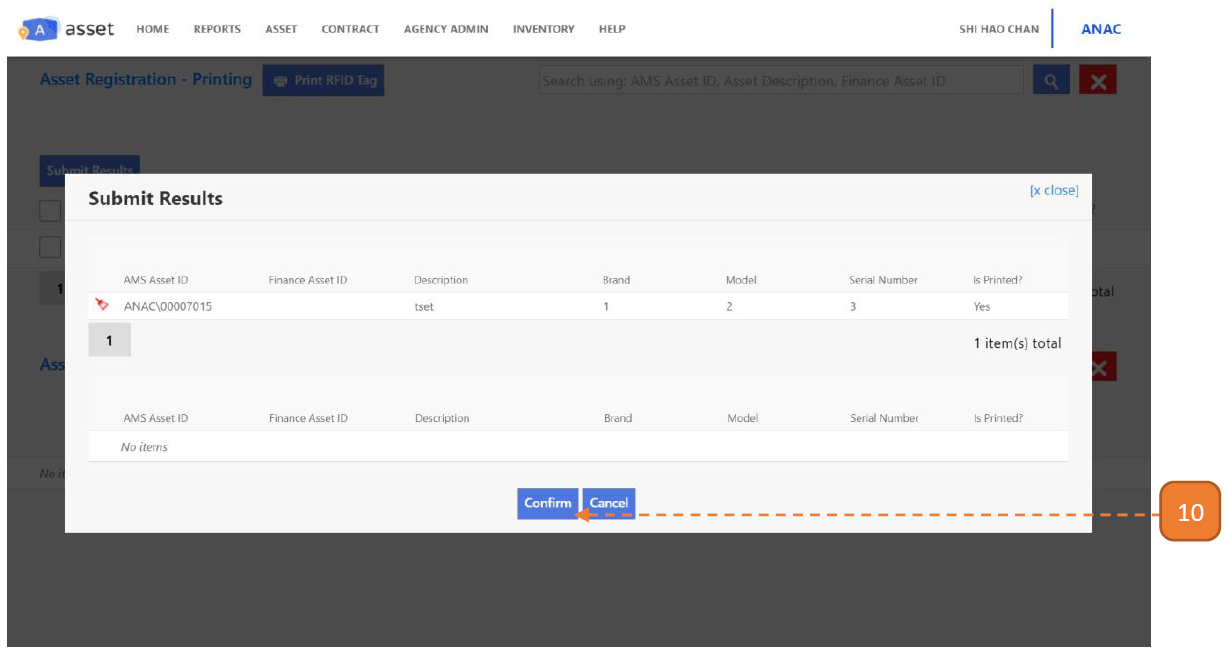 A asset HOME REPORTS ASSET CONTRACT AGENCY ADMIN INVENTORY HELP SHI HAO CHAN ANAC
Asset Registration - Printing Print RFID Tag Search using: AMS Asset ID, Asset Description, Finance Asset ID
Submit Results
Submit Results [x close]
AMS Asset ID Finance Asset ID Description Brand Model Serial Number Is Printed?
ANAC\00007015 tset 1 2 3 Yes
1 1 item(s) total
AMS Asset ID Finance Asset ID Description Brand Model Serial Number Is Printed?
No items
Confirm Cancel
10